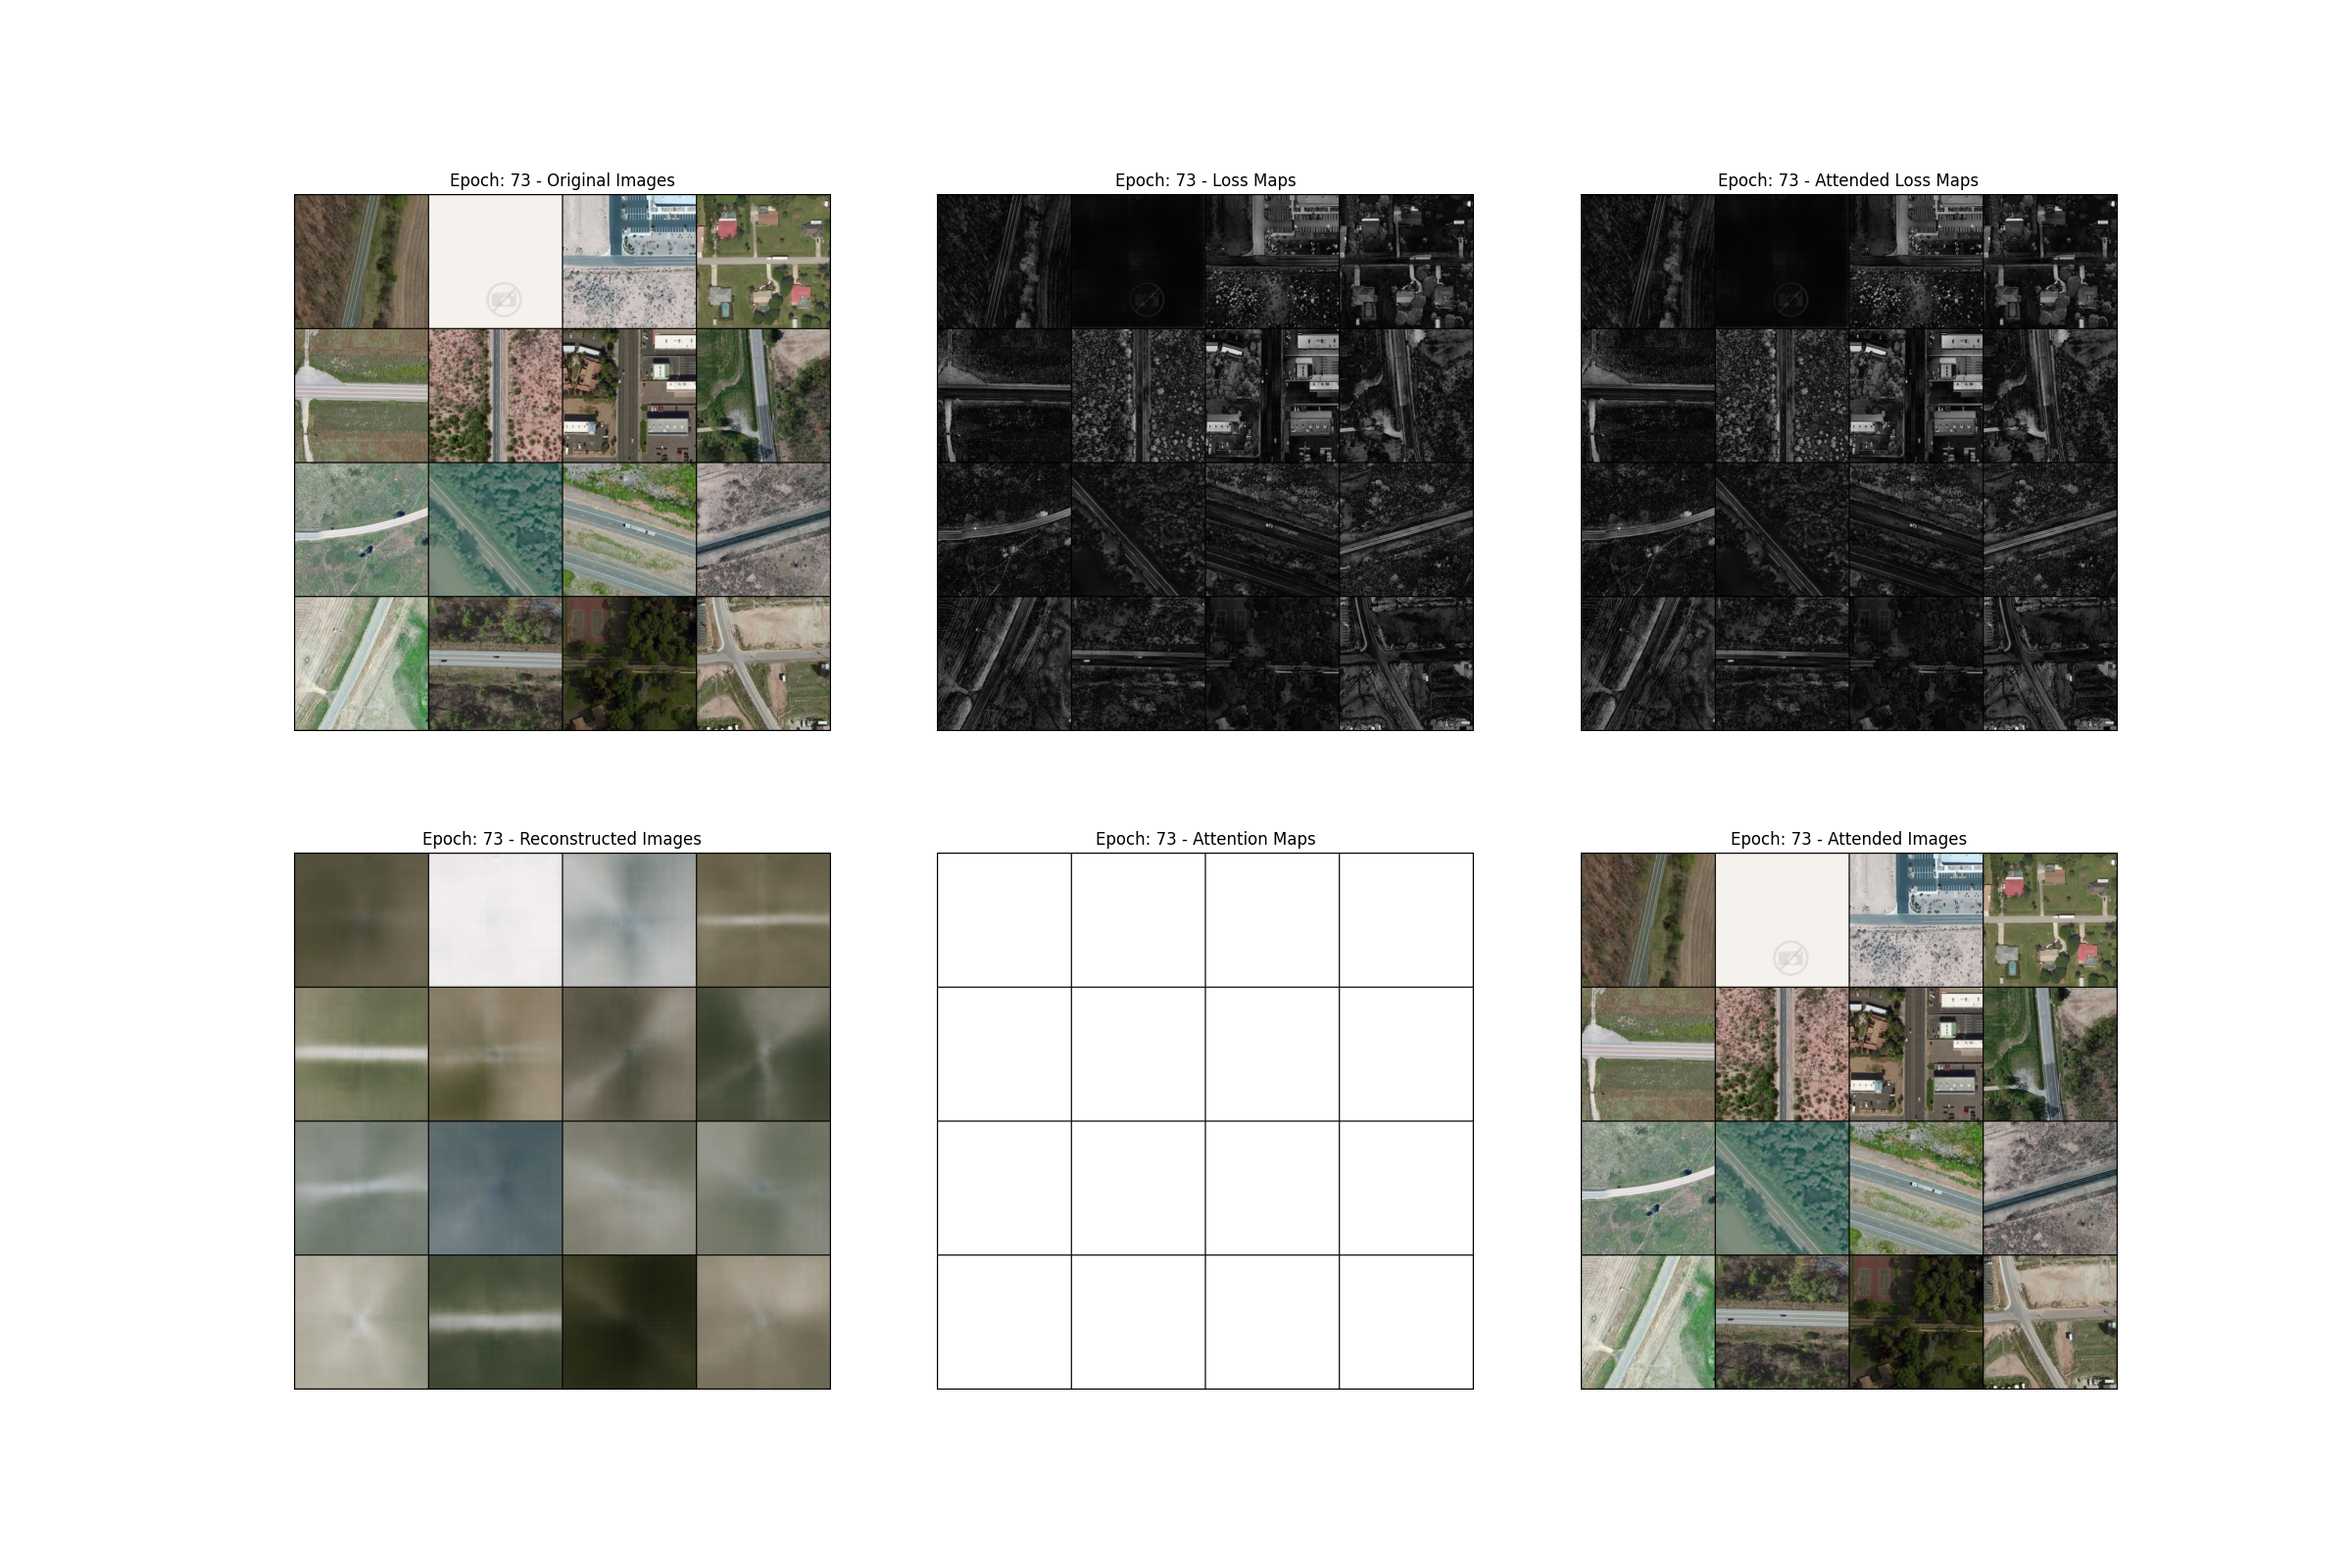 Epoch: 73 - Original Images
Epoch: 73 - Loss Maps
Epoch: 73 - Attended Loss Maps
Epoch: 73 - Reconstructed Images
Epoch: 73 - Attention Maps
Epoch: 73 - Attended Images